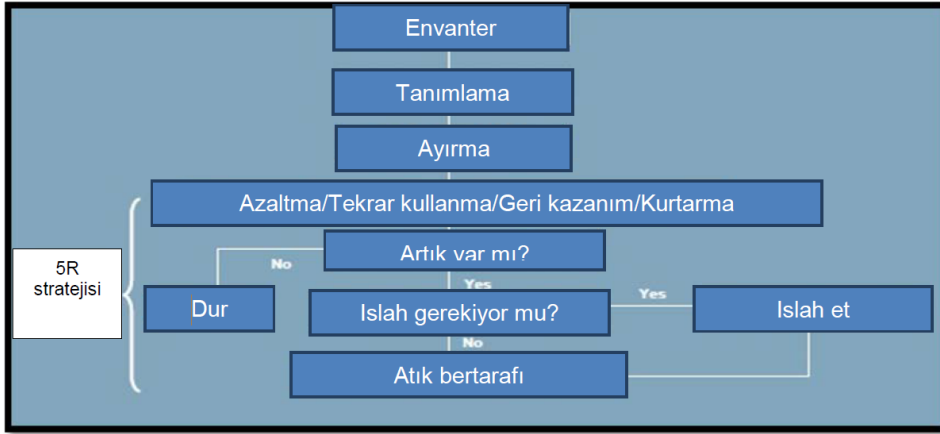 Envanter
Tanımlama
Ayırma
Azaltma/Tekrar kullanma/Geri kazanım/Kurtarma
Artık var mı?
No
5R
stratejisi
Yes
Dur
Islah gerekiyor mu?
Yes
Islah et
No
Atık bertarafı